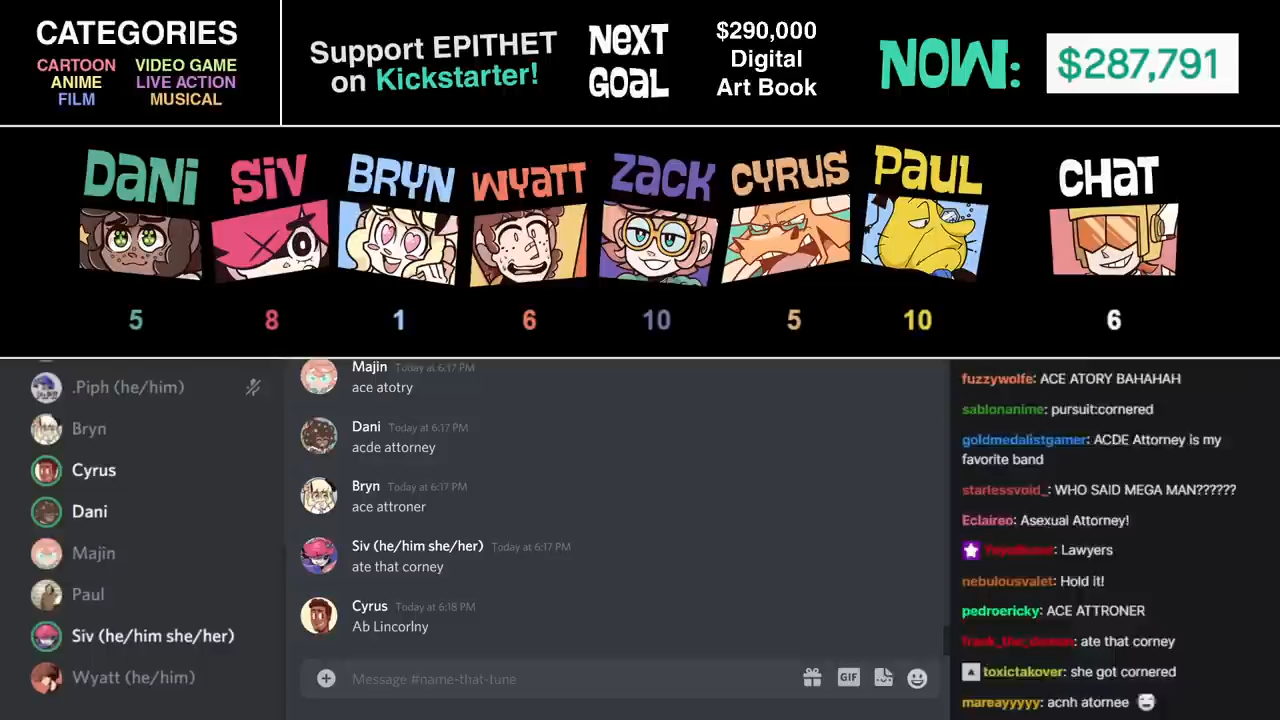 CATEGORIES
CARTOON VIDEO GAME
ANIME LIVE ACTION
FILM MUSICAL
Support EPITHET
on Kickstarter!
NEXT
GOAL
$290,000
Digital
Art Book
NOW:
$287,791
DANI SIV BRYN WYATT ZACK CYRUS PAUL CHAT
5 8 1 6 10 5 10 6
.Piph (he/him)
Bryn
Cyrus
Dani
Majin
Paul
Siv (he/him she/her)
Wyatt (he/him)
Majin Today at 6:17 PM
ace atotry
Dani Today at 6:17 PM
acde attorney
Bryn Today at 6:17 PM
ace attroner
Siv (he/him she/her) Today at 6:17 PM
ate that corney
Cyrus Today at 6:18 PM
Ab Lincorlny
Message #name-that-tune
GIF
fuzzywolfe: ACE ATORY BAHAHAH
sablonanime: pursuit:cornered
goldmedalistgamer: ACDE Attorney is my
favorite band
starlessvoid_: WHO SAID MEGA MAN??????
Eclaireo: Asexual Attorney!
: Lawyers
nebulousvalet: Hold it!
pedroericky: ACE ATTRONER
: ate that corney
toxictakover: she got cornered
mareayyyyy: acnh atornee